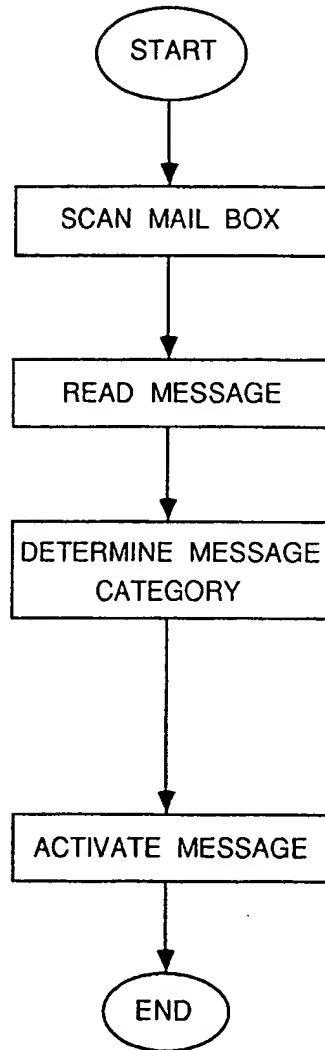 START
SCAN MAIL BOX
READ MESSAGE
DETERMINE MESSAGE
CATEGORY
ACTIVATE MESSAGE
END